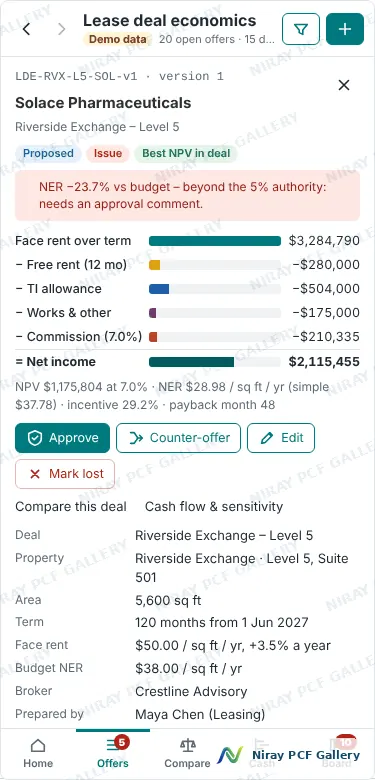 Lease deal economics
Demo data 20 open offers · 15 d...
LDE-RVX-L5-SOL-v1 · version 1
Solace Pharmaceuticals
Riverside Exchange – Level 5
Proposed Issue Best NPV in deal
NER −23.7% vs budget – beyond the 5% authority:
needs an approval comment.
Face rent over term $3,284,790
− Free rent (12 mo) −$280,000
− TI allowance −$504,000
− Works & other −$175,000
− Commission (7.0%) −$210,335
= Net income $2,115,455
NPV $1,175,804 at 7.0% · NER $28.98 / sq ft / yr (simple
$37.78) · incentive 29.2% · payback month 48
Approve Counter-offer Edit
Mark lost
Compare this deal Cash flow & sensitivity
Deal Riverside Exchange – Level 5
Property Riverside Exchange · Level 5, Suite
501
Area 5,600 sq ft
Term 120 months from 1 Jun 2027
Face rent $50.00 / sq ft / yr, +3.5% a year
Budget NER $38.00 / sq ft / yr
Broker Crestline Advisory
Prepared by Maya Chen (Leasing)
5 10
Home Offers Compare Cash Board
Niray PCF Gallery
NIRAY PCF GALLERY